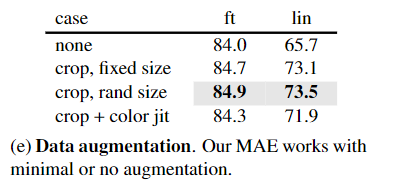 case ft lin
none 84.0 65.7
crop, fixed size 84.7 73.1
crop, rand size 84.9 73.5
crop + color jit 84.3 71.9
(e) Data augmentation. Our MAE works with
minimal or no augmentation.